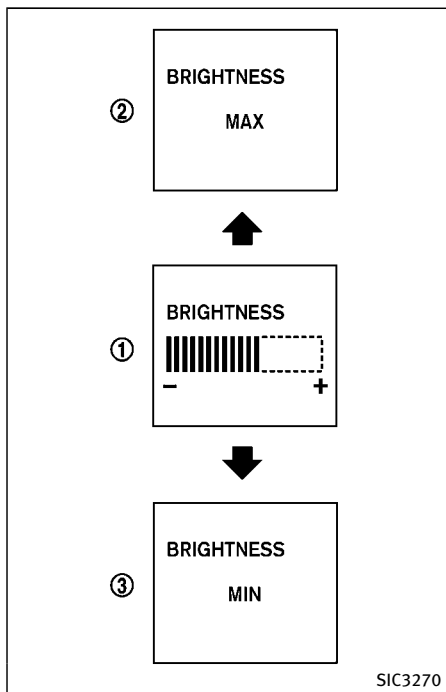 BRIGHTNESS
② MAX
BRIGHTNESS
①
− +
BRIGHTNESS
③ MIN
SIC3270